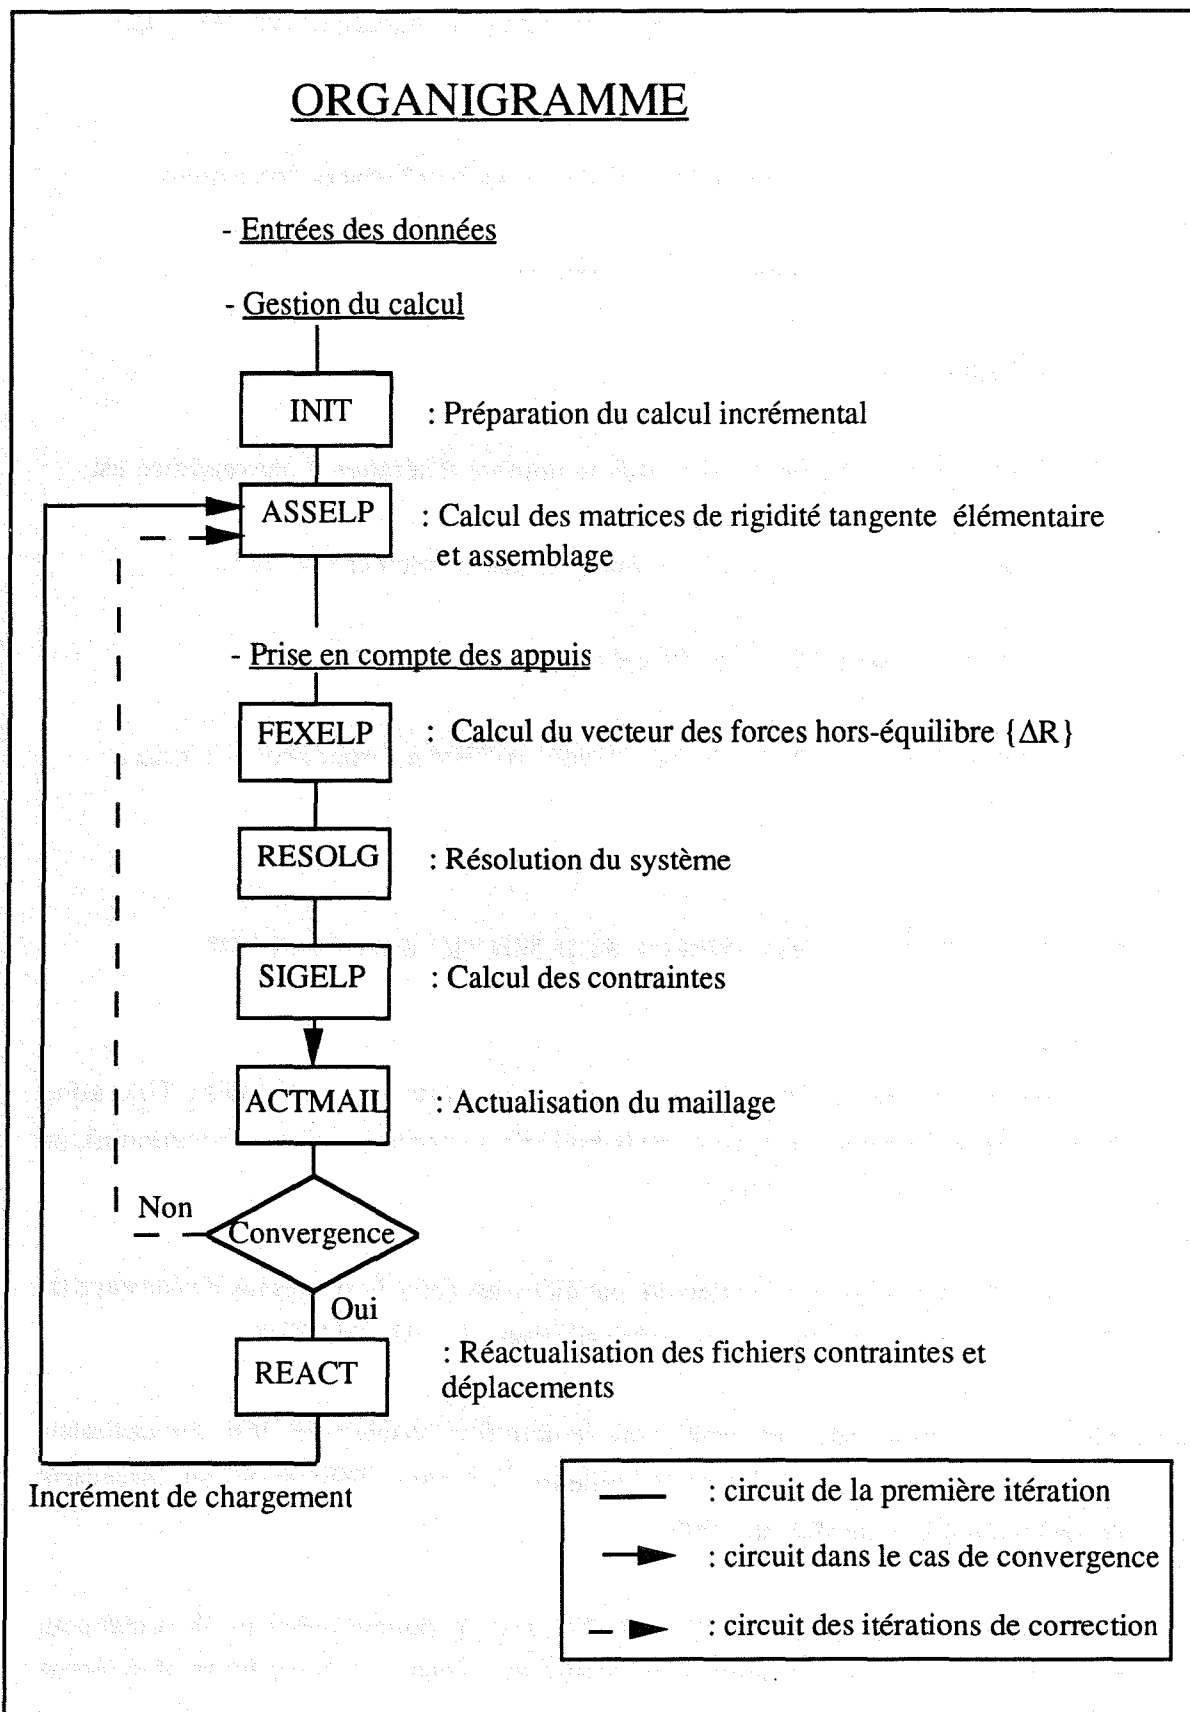 ORGANIGRAMME
- Entrées des données
- Gestion du calcul
INIT
: Préparation du calcul incrémental
ASSELP
: Calcul des matrices de rigidité tangente élémentaire
et assemblage
- Prise en compte des appuis
FEXELP
: Calcul du vecteur des forces hors-équilibre {ΔR}
RESOLG
: Résolution du système
SIGELP
: Calcul des contraintes
ACTMAIL
: Actualisation du maillage
Non
Convergence
Oui
REACT
: Réactualisation des fichiers contraintes et
déplacements
Incrément de chargement
: circuit de la première itération
: circuit dans le cas de convergence
: circuit des itérations de correction